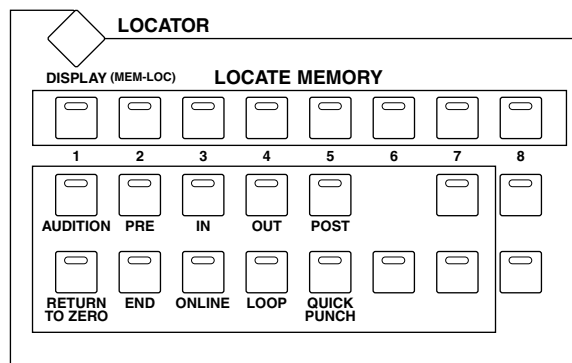 LOCATOR
DISPLAY (MEM-LOC) LOCATE MEMORY
1 2 3 4 5 6 7 8
AUDITION PRE IN OUT POST
RETURN TO ZERO END ONLINE LOOP QUICK PUNCH